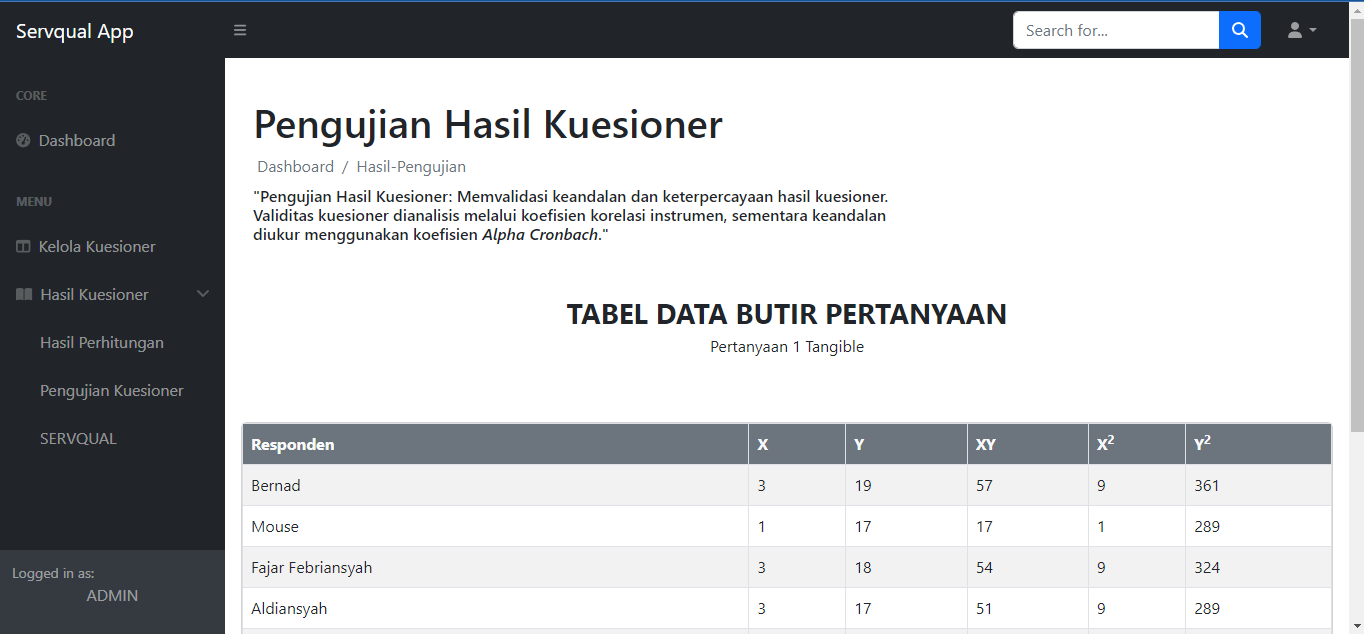 Servqual App
Search for...
CORE
Dashboard
MENU
Kelola Kuesioner
Hasil Kuesioner
Hasil Perhitungan
Pengujian Kuesioner
SERVQUAL
Logged in as:
ADMIN
Pengujian Hasil Kuesioner
Dashboard / Hasil-Pengujian
"Pengujian Hasil Kuesioner: Memvalidasi keandalan dan keterpercayaan hasil kuesioner.
Validitas kuesioner dianalisis melalui koefisien korelasi instrumen, sementara keandalan
diukur menggunakan koefisien Alpha Cronbach."
TABEL DATA BUTIR PERTANYAAN
Pertanyaan 1 Tangible
Responden X Y XY X² Y²
Bernad 3 19 57 9 361
Mouse 1 17 17 1 289
Fajar Febriansyah 3 18 54 9 324
Aldiansyah 3 17 51 9 289